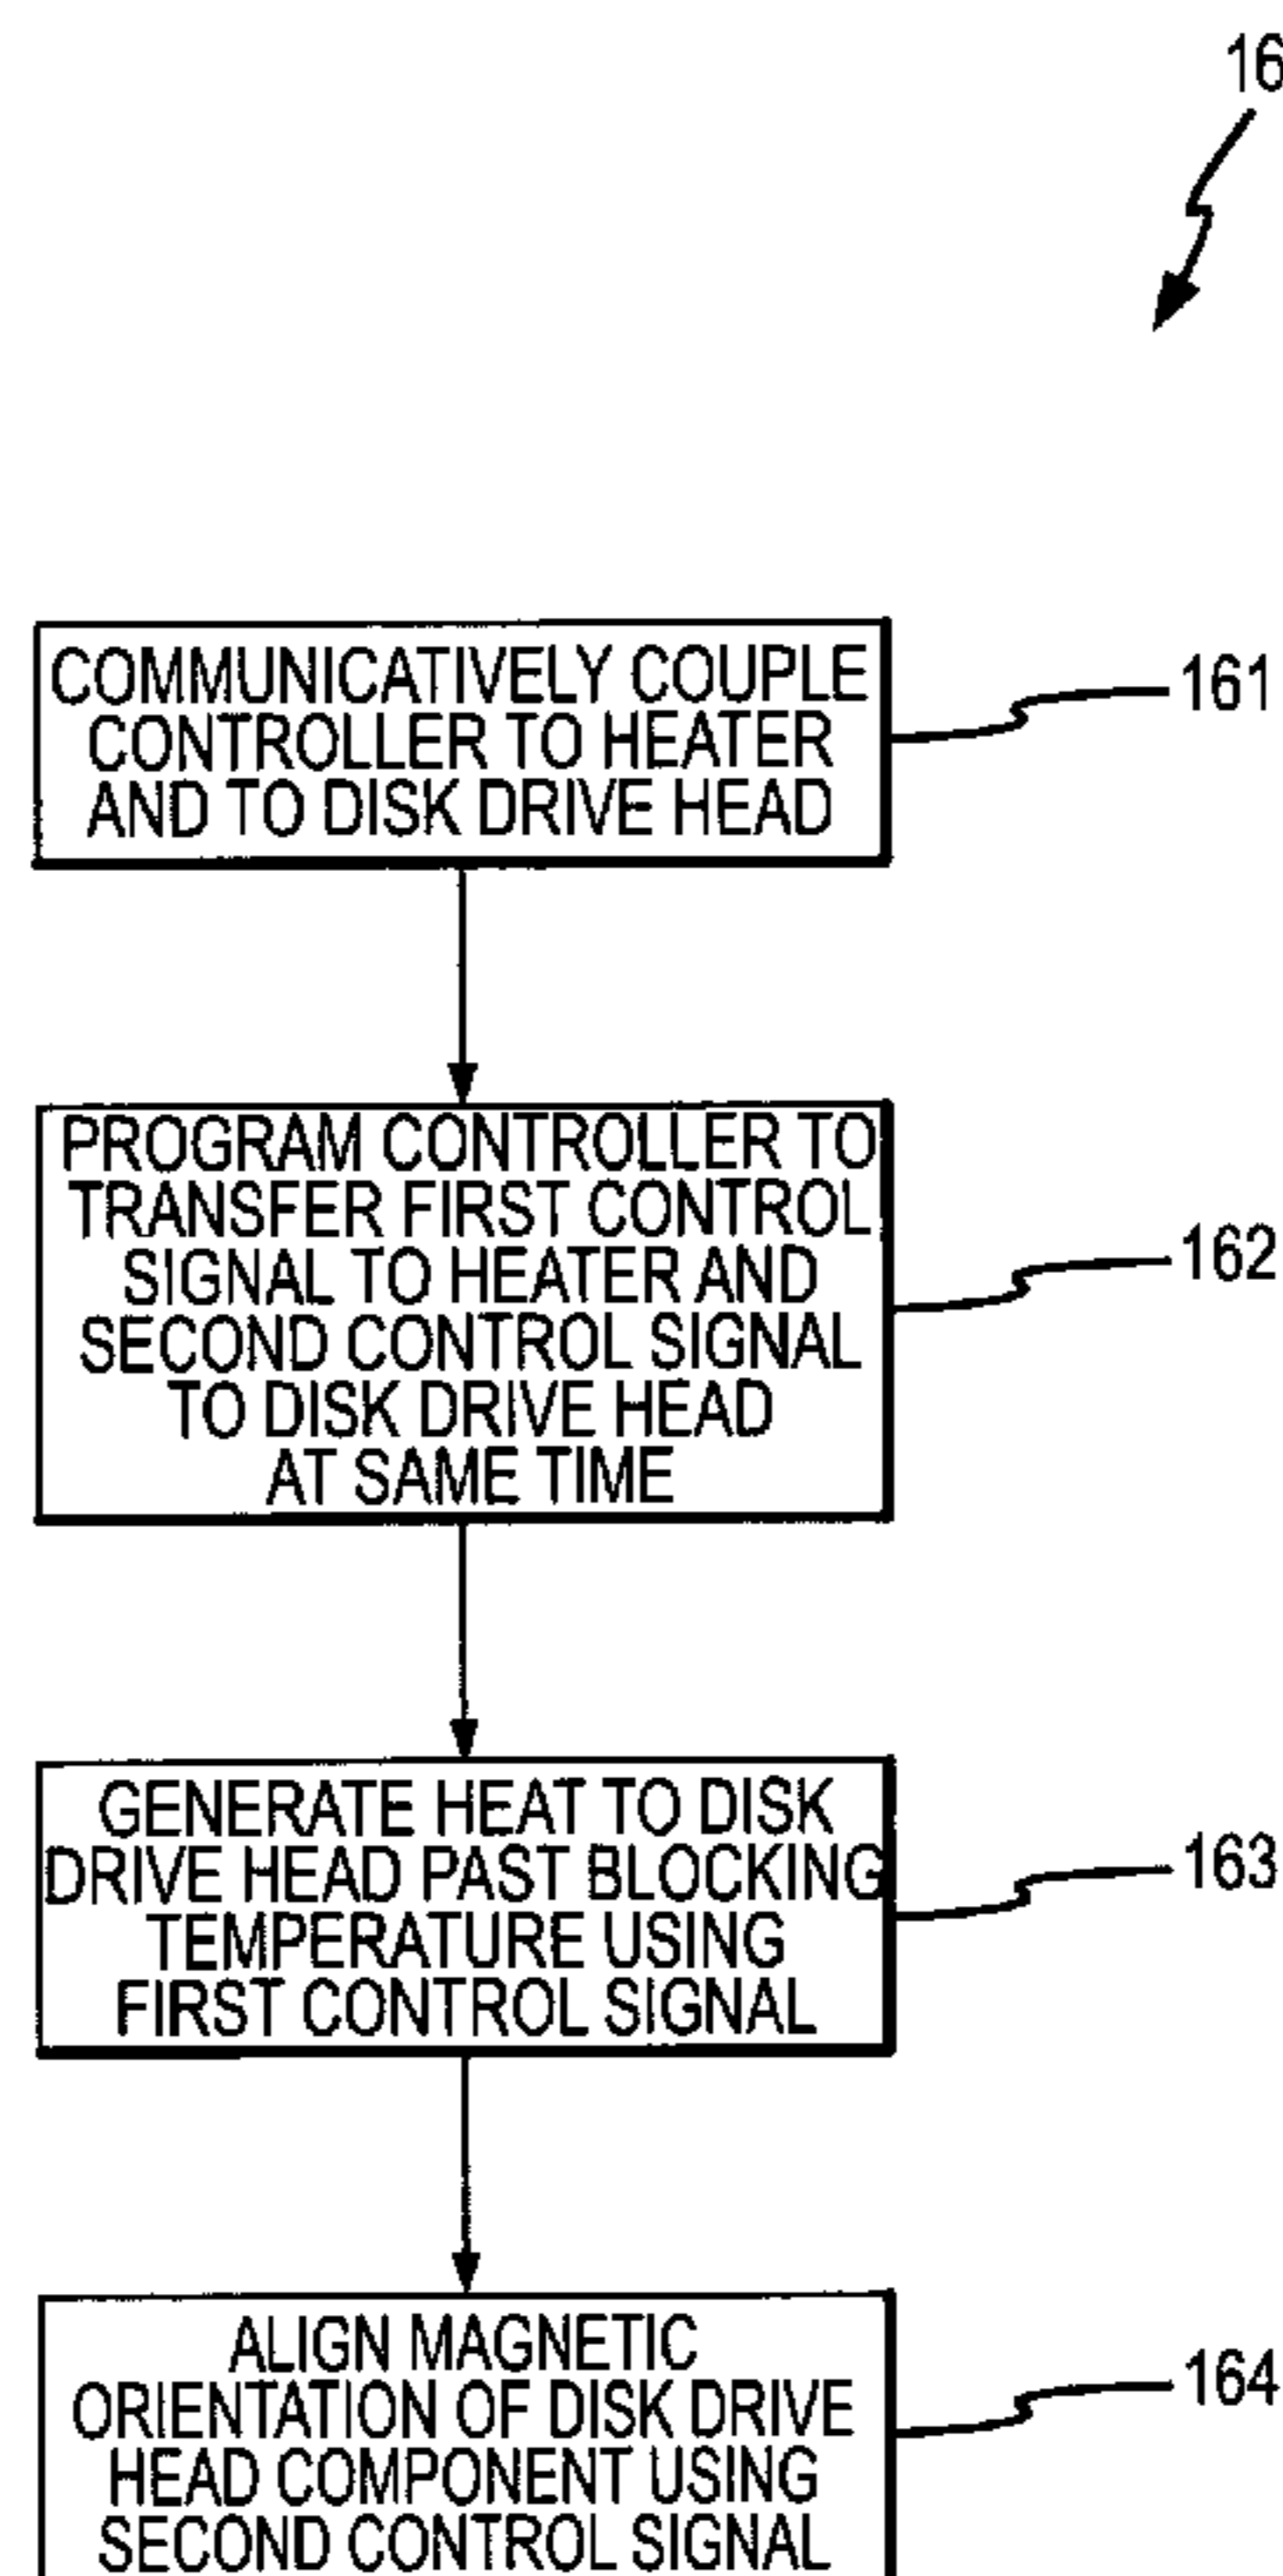 16
COMMUNICATIVELY COUPLE
CONTROLLER TO HEATER
AND TO DISK DRIVE HEAD
161
PROGRAM CONTROLLER TO
TRANSFER FIRST CONTROL
SIGNAL TO HEATER AND
SECOND CONTROL SIGNAL
TO DISK DRIVE HEAD
AT SAME TIME
162
GENERATE HEAT TO DISK
DRIVE HEAD PAST BLOCKING
TEMPERATURE USING
FIRST CONTROL SIGNAL
163
ALIGN MAGNETIC
ORIENTATION OF DISK DRIVE
HEAD COMPONENT USING
SECOND CONTROL SIGNAL
164